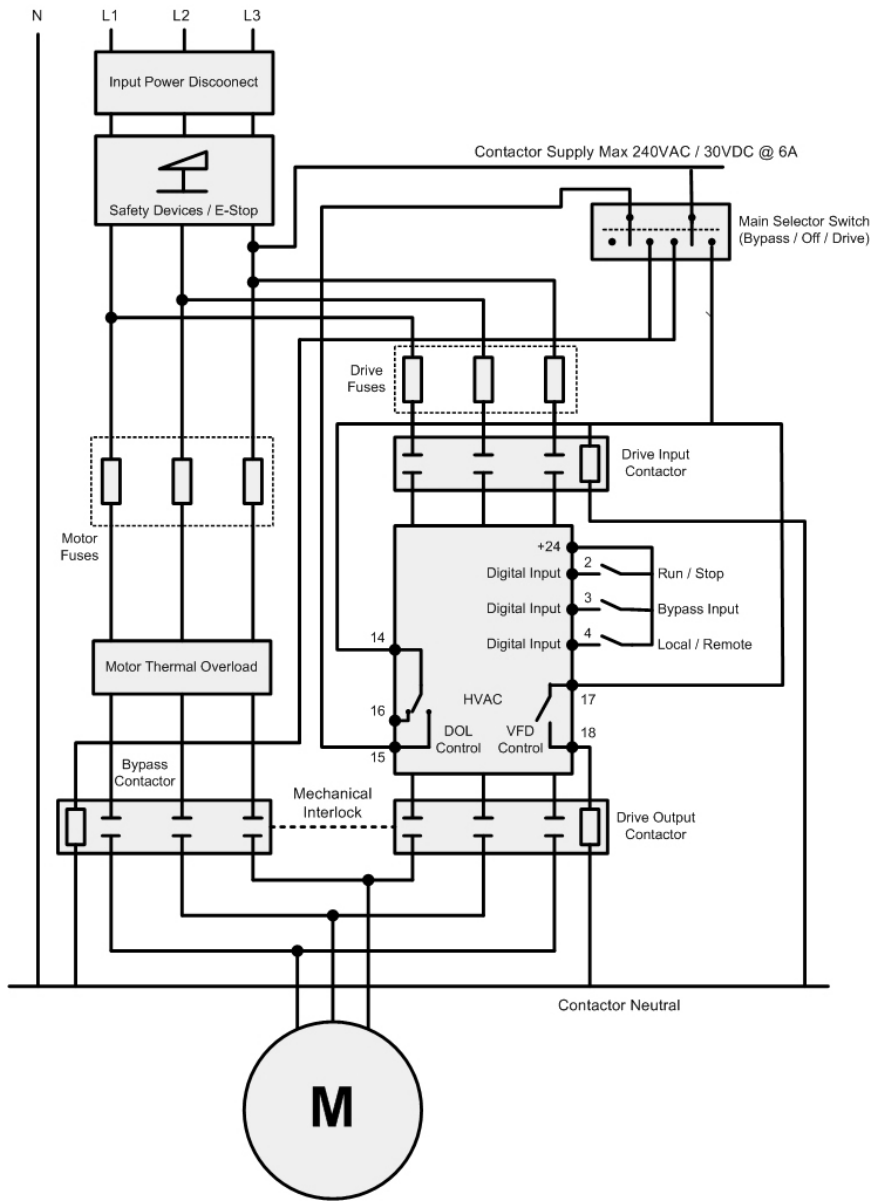 N
L1
L2
L3
Input Power Discoonect
Safety Devices / E-Stop
Contactor Supply Max 240VAC / 30VDC @ 6A
Main Selector Switch
(Bypass / Off / Drive)
Drive
Fuses
Drive Input
Contactor
Motor
Fuses
+24
Digital Input
2
Run / Stop
Digital Input
3
Bypass Input
Digital Input
4
Local / Remote
14
Motor Thermal Overload
HVAC
17
16
DOL
Control
VFD
Control
18
15
Bypass
Contactor
Mechanical
Interlock
Drive Output
Contactor
Contactor Neutral
M